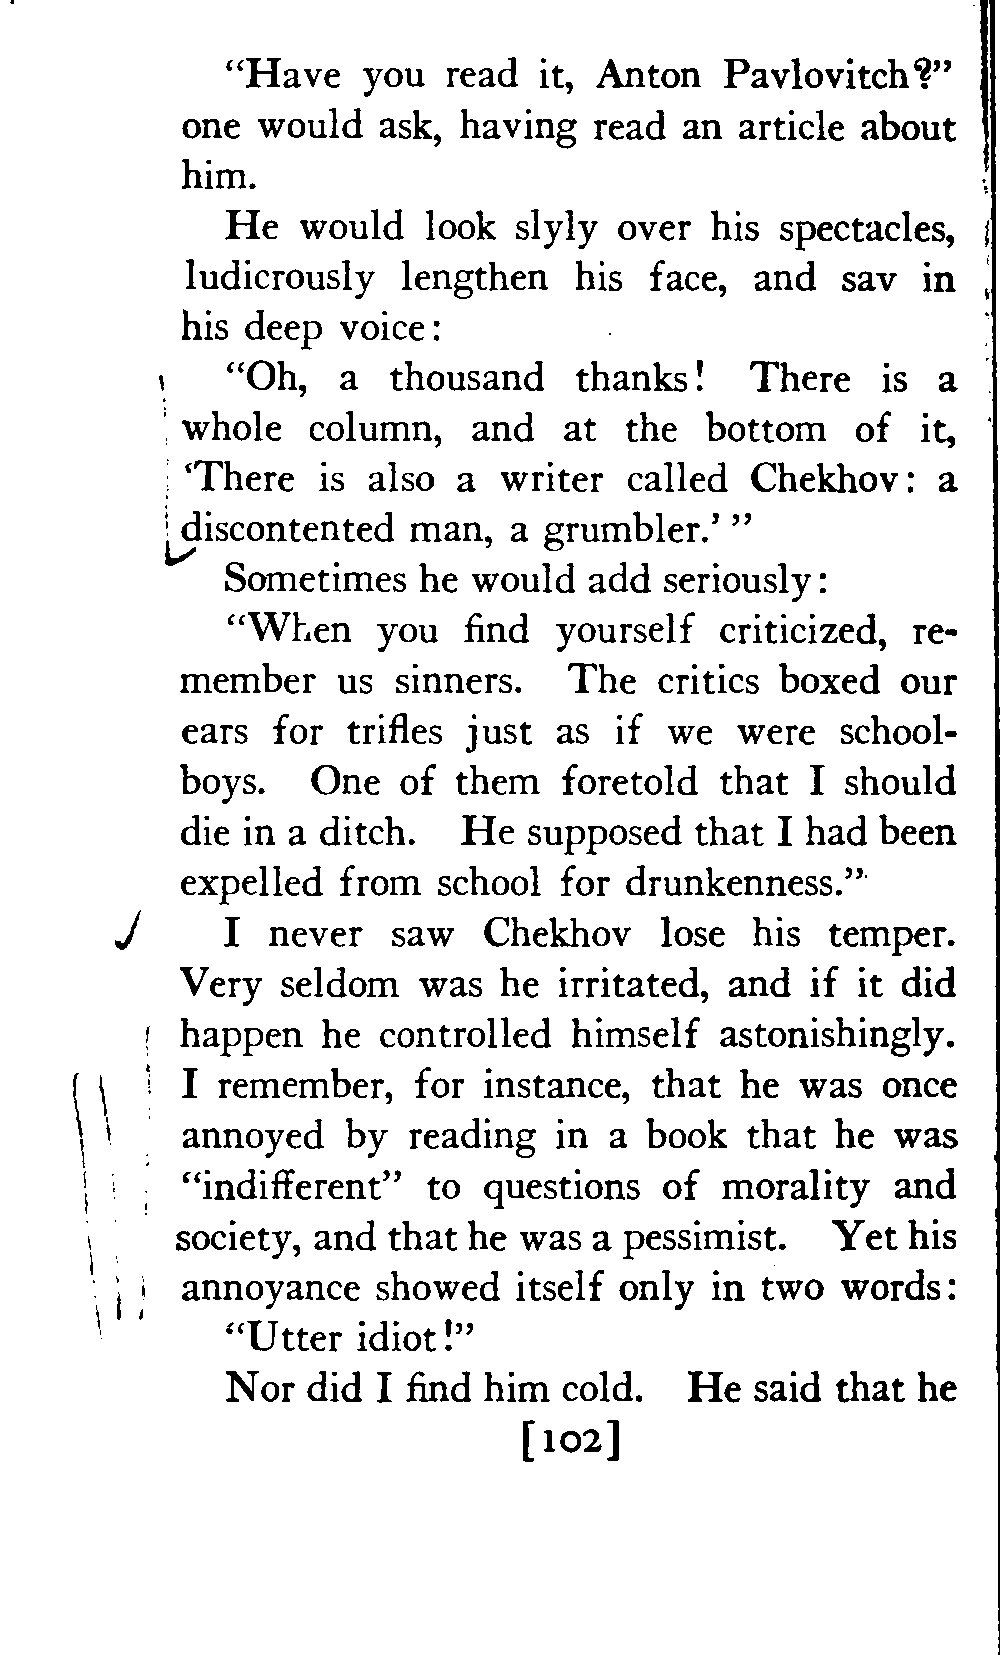 “Have you read it, Anton Pavlovitch?”
one would ask, having read an article about
him.
He would look slyly over his spectacles,
ludicrously lengthen his face, and say in
his deep voice:
“Oh, a thousand thanks! There is a
whole column, and at the bottom of it,
‘There is also a writer called Chekhov: a
discontented man, a grumbler.’ ”
Sometimes he would add seriously:
“When you find yourself criticized, re-
member us sinners. The critics boxed our
ears for trifles just as if we were school-
boys. One of them foretold that I should
die in a ditch. He supposed that I had been
expelled from school for drunkenness.”
I never saw Chekhov lose his temper.
Very seldom was he irritated, and if it did
happen he controlled himself astonishingly.
I remember, for instance, that he was once
annoyed by reading in a book that he was
“indifferent” to questions of morality and
society, and that he was a pessimist. Yet his
annoyance showed itself only in two words:
“Utter idiot!”
Nor did I find him cold. He said that he
[102]